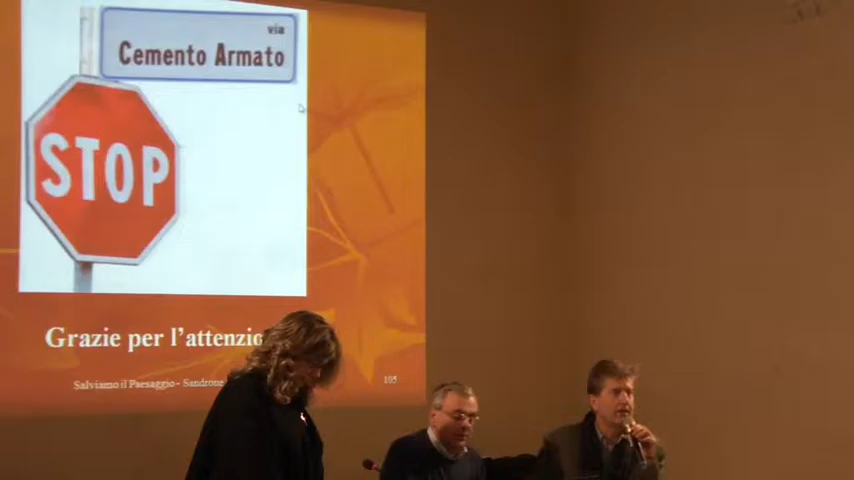 via
Cemento Armato
STOP
Grazie per l'attenzio
Salviamo il Paesaggio - Sandrone
105